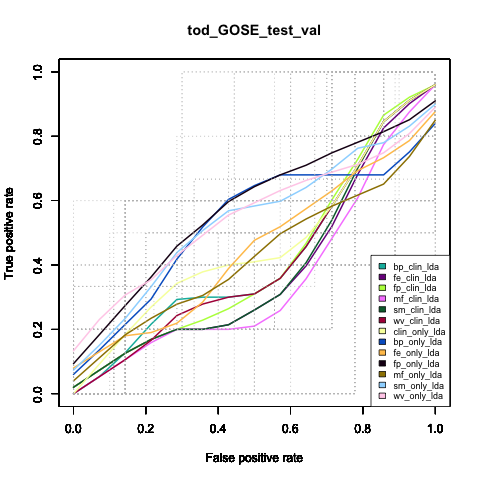 tod_GOSE_test_val
True positive rate
1.0
0.8
0.6
0.4
0.2
0.0
0.0 0.2 0.4 0.6 0.8 1.0
False positive rate
bp_clin_lda
fe_clin_lda
fp_clin_lda
mf_clin_lda
sm_clin_lda
wv_clin_lda
clin_only_lda
bp_only_lda
fe_only_lda
fp_only_lda
mf_only_lda
sm_only_lda
wv_only_lda